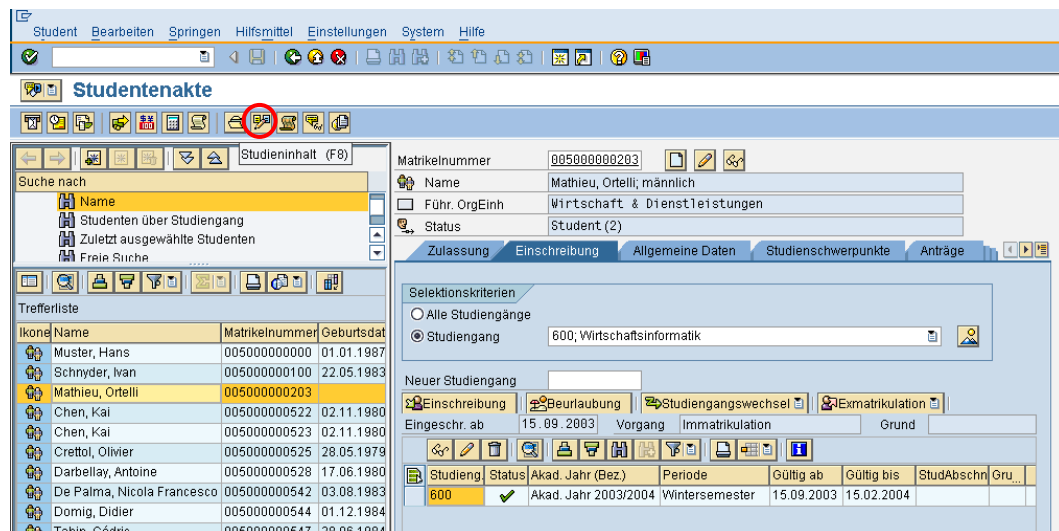 Student Bearbeiten Springen Hilfsmittel Einstellungen System Hilfe
Studentenakte
Studieninhalt (F8)
Suche nach
Name
Studenten über Studiengang
Zuletzt ausgewählte Studenten
Freie Suche
Trefferliste
Ikone Name Matrikelnummer Geburtsdat
Muster, Hans 005000000000 01.01.1987
Schnyder, Ivan 005000000100 22.05.1983
Mathieu, Ortelli 005000000203
Chen, Kai 005000000522 02.11.1980
Chen, Kai 005000000523 02.11.1980
Crettol, Olivier 005000000525 28.05.1979
Darbellay, Antoine 005000000528 17.06.1980
De Palma, Nicola Francesco 005000000542 03.08.1983
Domig, Didier 005000000544 01.12.1984
Matrikelnummer 005000000203
Name Mathieu, Ortelli; männlich
Führ. OrgEinh Wirtschaft & Dienstleistungen
Status Student (2)
Zulassung Einschreibung Allgemeine Daten Studienschwerpunkte Anträge
Selektionskriterien
Alle Studiengänge
Studiengang 600; Wirtschaftsinformatik
Neuer Studiengang
Einschreibung Beurlaubung Studiengangswechsel Exmatrikulation
Eingeschr. ab 15.09.2003 Vorgang Immatrikulation Grund
Studieng. Status Akad. Jahr (Bez.) Periode Gültig ab Gültig bis StudAbschn Gru...
600 Akad. Jahr 2003/2004 Wintersemester 15.09.2003 15.02.2004